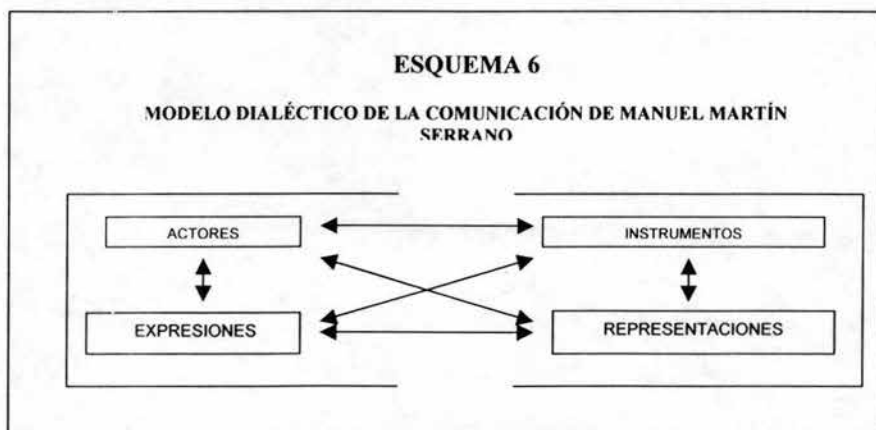 ESQUEMA 6
MODELO DIALÉCTICO DE LA COMUNICACIÓN DE MANUEL MARTÍN
SERRANO
ACTORES
INSTRUMENTOS
EXPRESIONES
REPRESENTACIONES